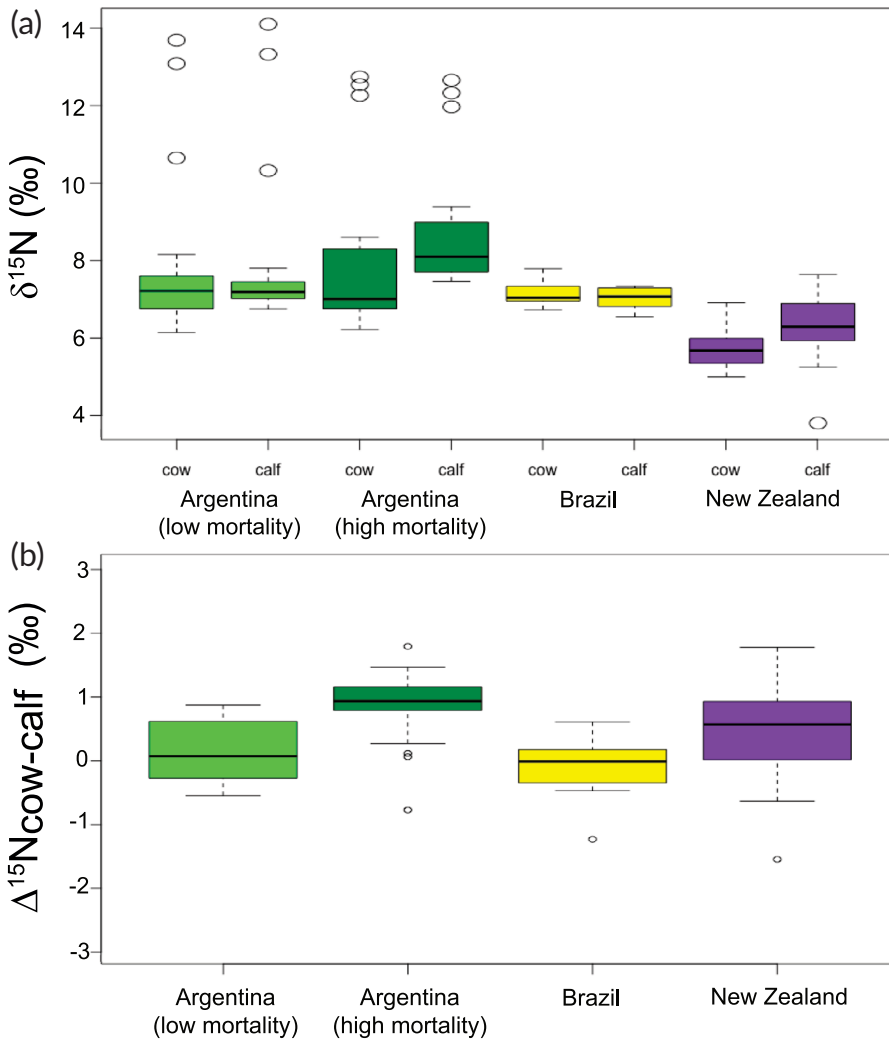 (a)
δ¹⁵N (‰)
14
12
10
8
6
4
cow calf cow calf cow calf cow calf
Argentina Argentina Brazil New Zealand
(low mortality) (high mortality)
(b)
Δ¹⁵Ncow-calf (‰)
3
2
1
0
-1
-2
-3
Argentina Argentina Brazil New Zealand
(low mortality) (high mortality)